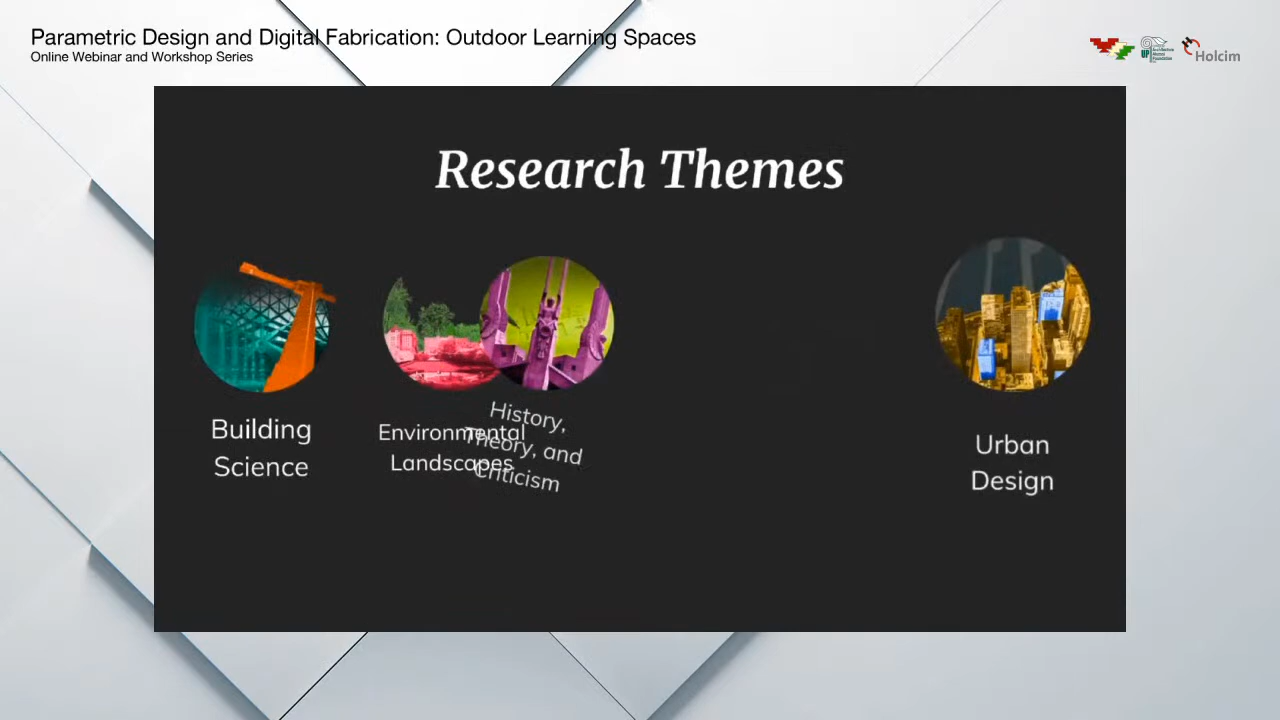 Parametric Design and Digital Fabrication: Outdoor Learning Spaces
Online Webinar and Workshop Series
UP
Holcim
Research Themes
Building
Science
Environmental
Landscapes
History,
Theory, and
Criticism
Urban
Design